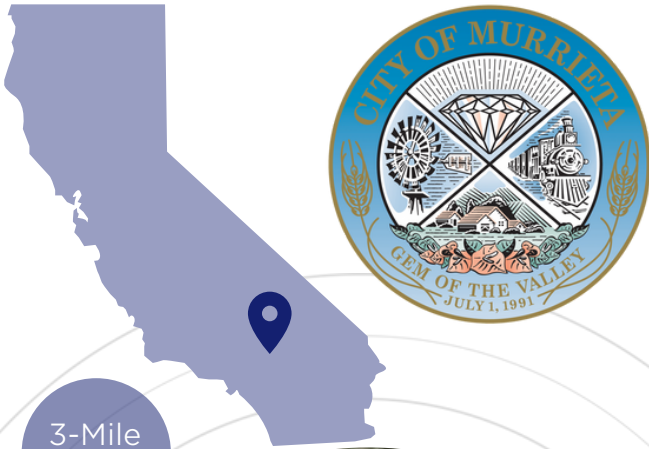 CITY OF MURRIETA
GEM OF THE VALLEY
JULY 1, 1991
3-Mile